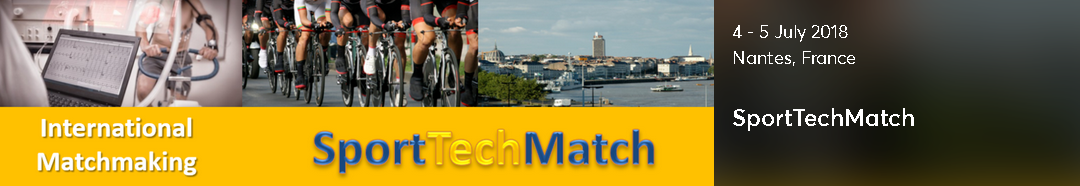 International
Matchmaking
SportTechMatch
4 - 5 July 2018
Nantes, France
SportTechMatch